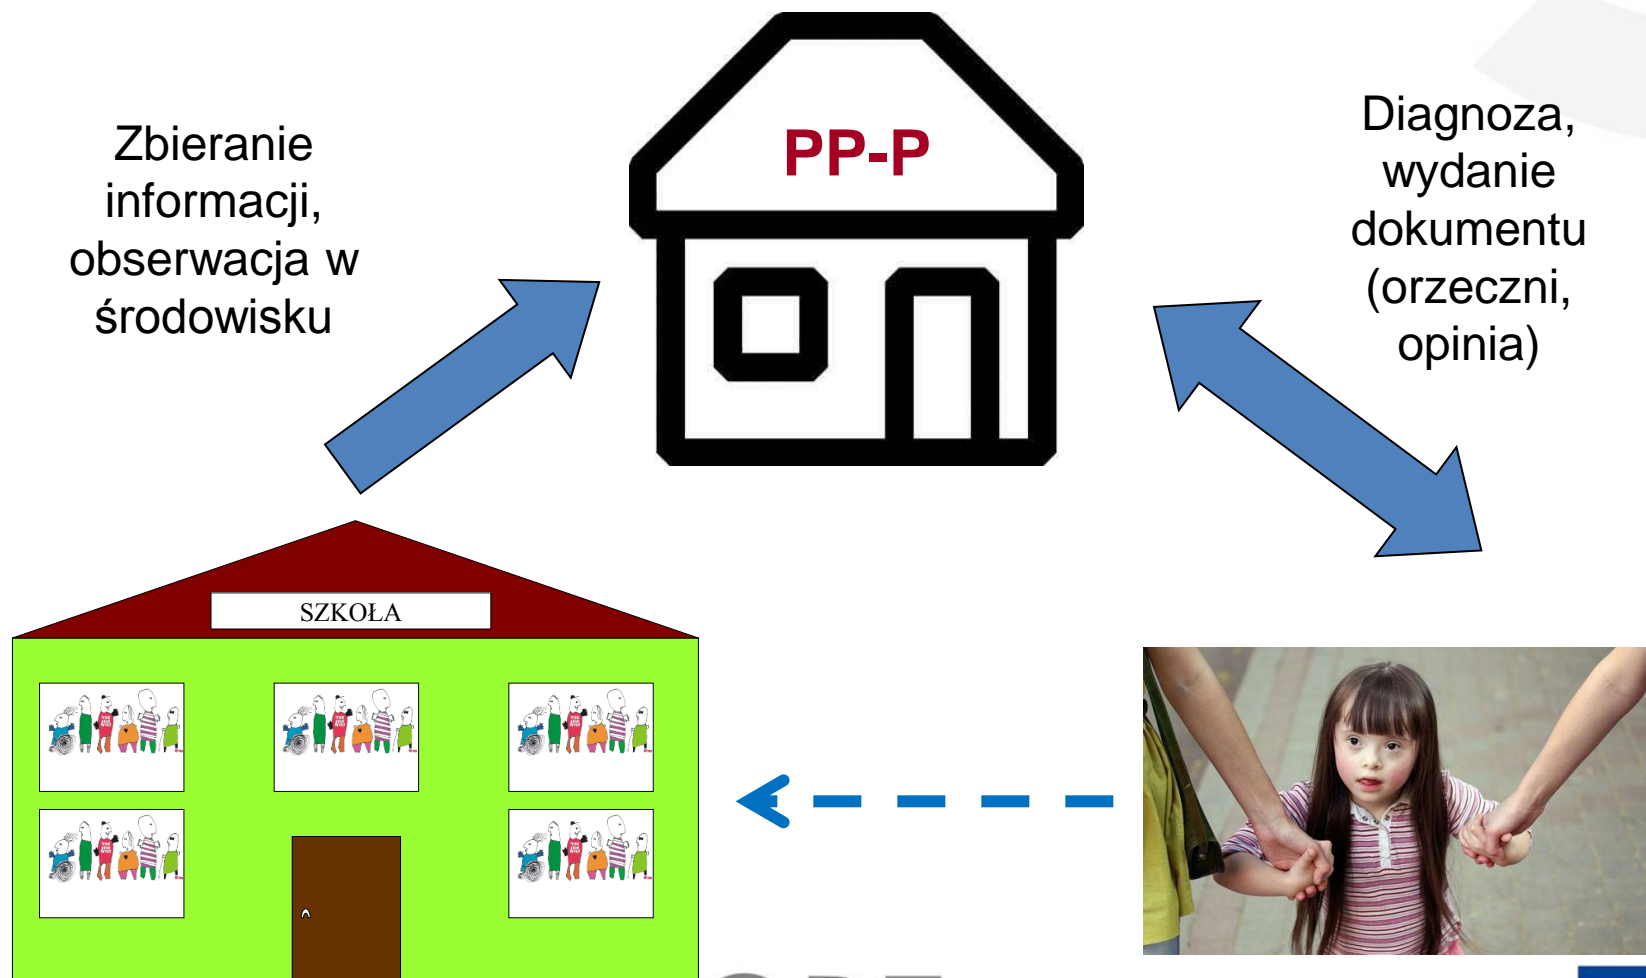 Zbieranie
informacji,
obserwacja w
środowisku
PP-P
Diagnoza,
wydanie
dokumentu
(orzeczni,
opinia)
SZKOŁA